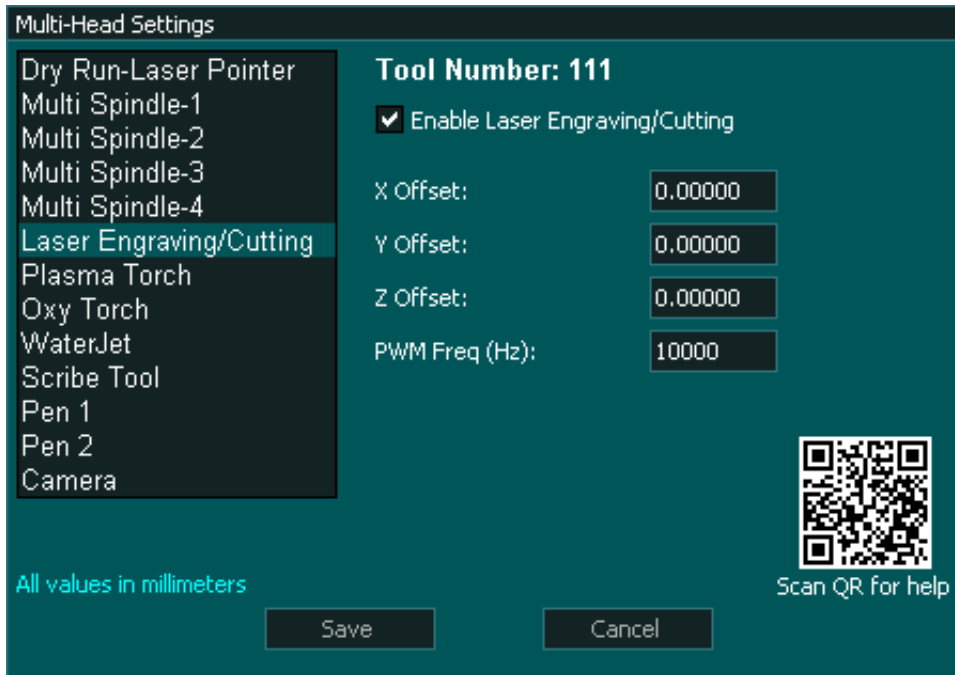 Multi-Head Settings
Dry Run-Laser Pointer
Multi Spindle-1
Multi Spindle-2
Multi Spindle-3
Multi Spindle-4
Laser Engraving/Cutting
Plasma Torch
Oxy Torch
WaterJet
Scribe Tool
Pen 1
Pen 2
Camera
Tool Number: 111
Enable Laser Engraving/Cutting
X Offset: 0.00000
Y Offset: 0.00000
Z Offset: 0.00000
PWM Freq (Hz): 10000
Scan QR for help
All values in millimeters
Save Cancel